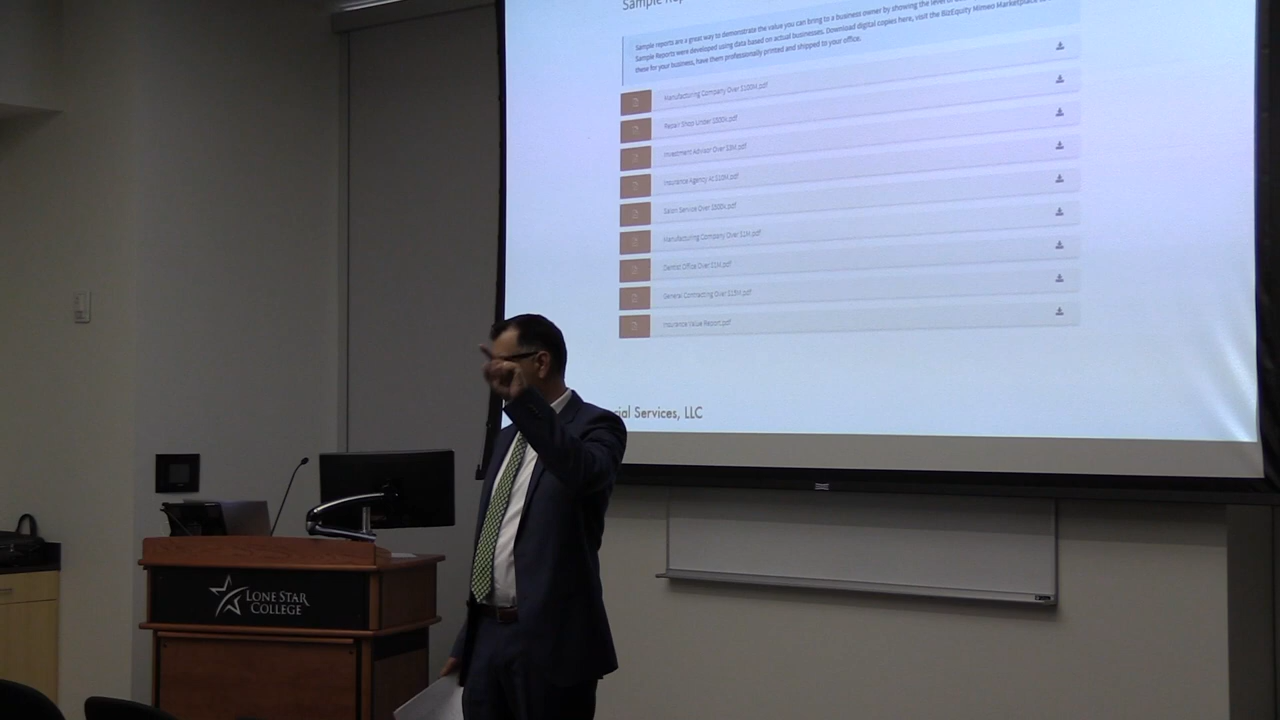 Sample Rep
Sample reports are a great way to demonstrate the value you can bring to a business owner by showing the level of
Sample Reports were developed using data based on actual businesses. Download digital copies here, visit the BizEquity Mimeo Marketplace to
these for your business, have them professionally printed and shipped to your office.
Manufacturing Company Over $100M.pdf
Repair Shop Under $500k.pdf
Investment Advisor Over $3M.pdf
Insurance Agency At $10M.pdf
Salon Service Over $500k.pdf
Manufacturing Company Over $1M.pdf
Dentist Office Over $1M.pdf
General Contracting Over $15M.pdf
Insurance Value Report.pdf
cial Services, LLC
LONE STAR
COLLEGE